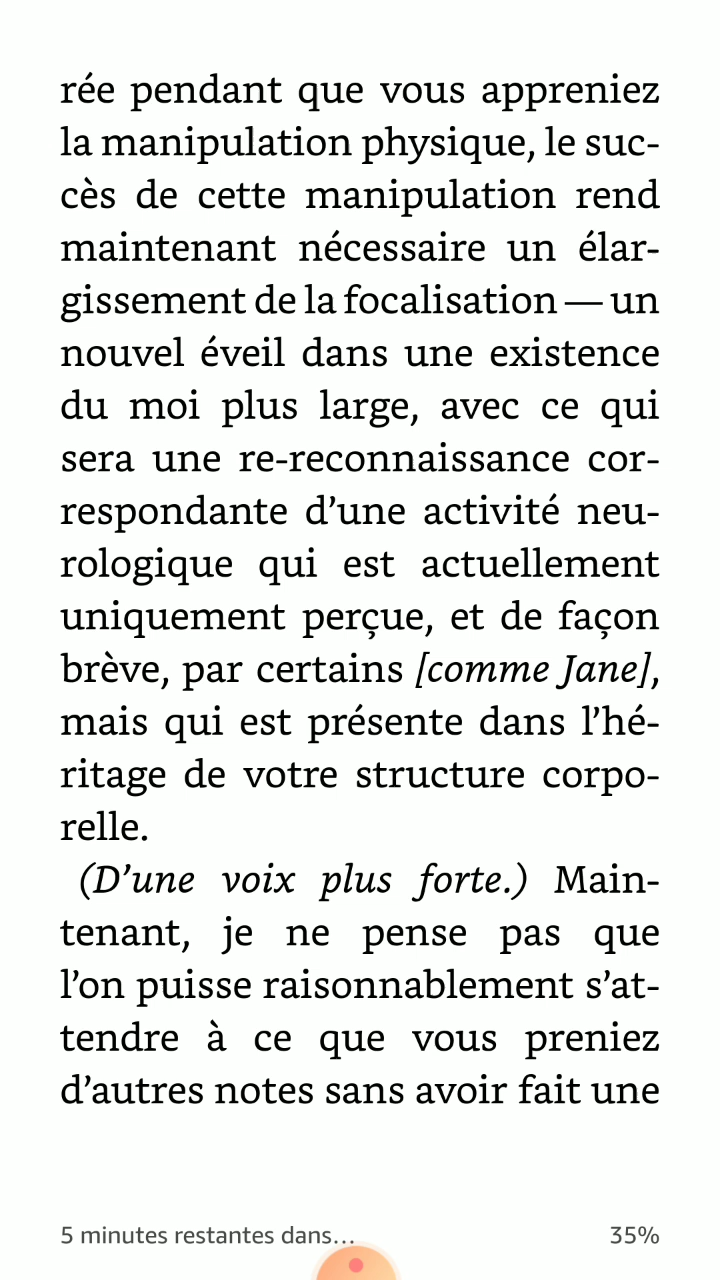 rée pendant que vous appreniez
la manipulation physique, le suc-
cès de cette manipulation rend
maintenant nécessaire un élar-
gissement de la focalisation — un
nouvel éveil dans une existence
du moi plus large, avec ce qui
sera une re-reconnaissance cor-
respondante d’une activité neu-
rologique qui est actuellement
uniquement perçue, et de façon
brève, par certains [comme Jane],
mais qui est présente dans l’hé-
ritage de votre structure corpo-
relle.
(D’une voix plus forte.) Main-
tenant, je ne pense pas que
l’on puisse raisonnablement s’at-
tendre à ce que vous preniez
d’autres notes sans avoir fait une
5 minutes restantes dans… 35%